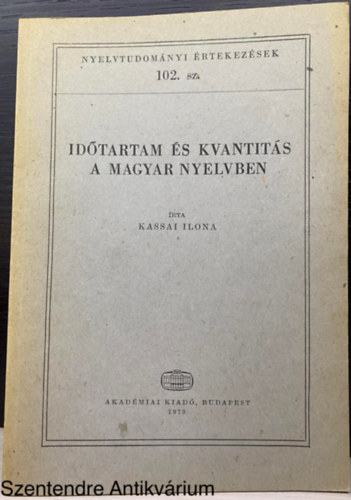 NYELVTUDOMÁNYI ÉRTEKEZÉSEK
102. SZ.
IDŐTARTAM ÉS KVANTITÁS
A MAGYAR NYELVBEN
ÍRTA
KASSAI ILONA
AKADÉMIAI KIADÓ, BUDAPEST
1979
Szentendre Antikvárium